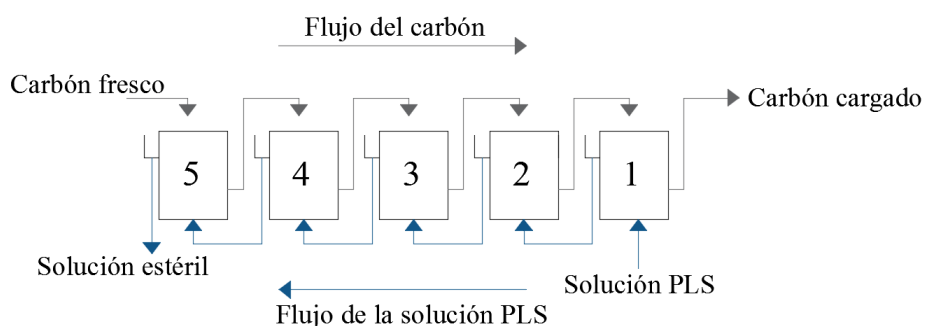 Flujo del carbón
Carbón fresco
Carbón cargado
5 4 3 2 1
Solución estéril
Solución PLS
Flujo de la solución PLS